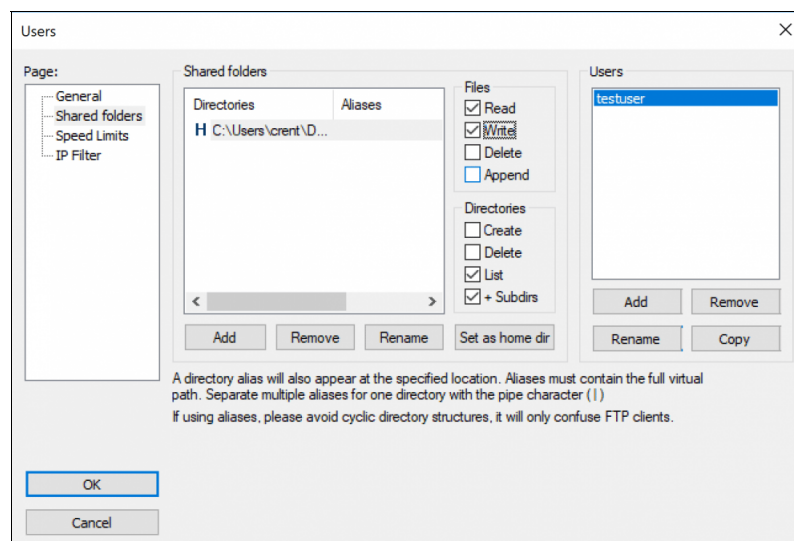 Users
Page:
General
Shared folders
Speed Limits
IP Filter
Shared folders
Directories Aliases
H C:\Users\crent\D...
Add Remove Rename
Files
Read
Write
Delete
Append
Directories
Create
Delete
List
+ Subdirs
Set as home dir
Users
testuser
Add Remove
Rename Copy
A directory alias will also appear at the specified location. Aliases must contain the full virtual
path. Separate multiple aliases for one directory with the pipe character (|)
If using aliases, please avoid cyclic directory structures, it will only confuse FTP clients.
OK
Cancel